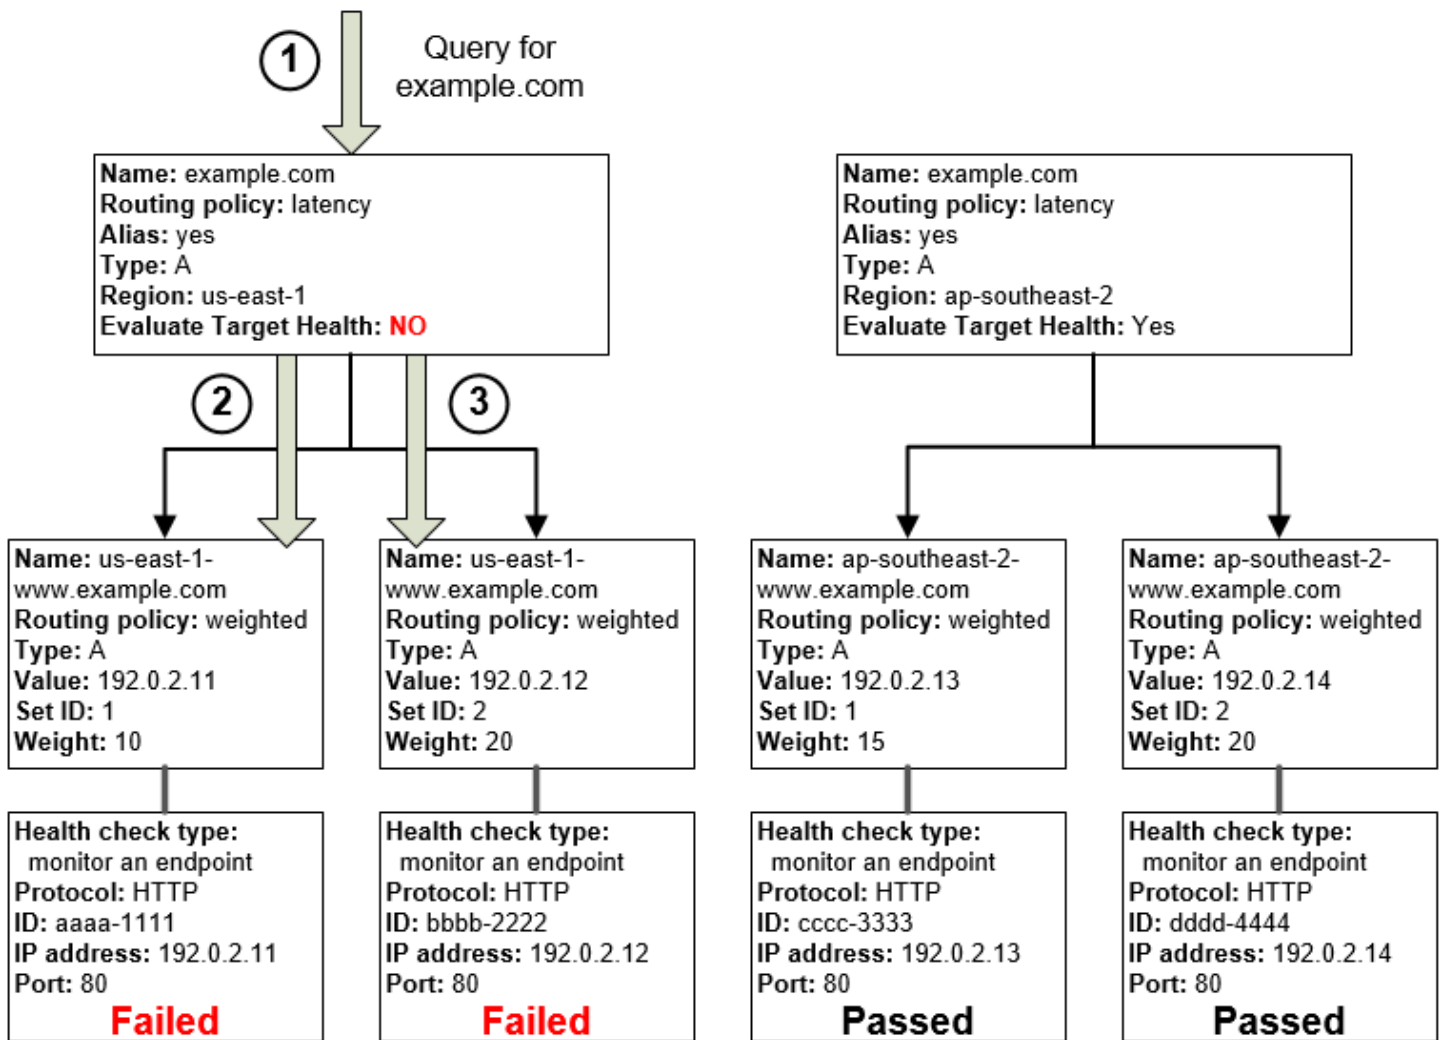 1
Query for
example.com
Name: example.com
Routing policy: latency
Alias: yes
Type: A
Region: us-east-1
Evaluate Target Health: NO
Name: example.com
Routing policy: latency
Alias: yes
Type: A
Region: ap-southeast-2
Evaluate Target Health: Yes
2
3
Name: us-east-1-
www.example.com
Routing policy: weighted
Type: A
Value: 192.0.2.11
Set ID: 1
Weight: 10
Name: us-east-1-
www.example.com
Routing policy: weighted
Type: A
Value: 192.0.2.12
Set ID: 2
Weight: 20
Name: ap-southeast-2-
www.example.com
Routing policy: weighted
Type: A
Value: 192.0.2.13
Set ID: 1
Weight: 15
Name: ap-southeast-2-
www.example.com
Routing policy: weighted
Type: A
Value: 192.0.2.14
Set ID: 2
Weight: 20
Health check type:
monitor an endpoint
Protocol: HTTP
ID: aaaa-1111
IP address: 192.0.2.11
Port: 80
Failed
Health check type:
monitor an endpoint
Protocol: HTTP
ID: bbbb-2222
IP address: 192.0.2.12
Port: 80
Failed
Health check type:
monitor an endpoint
Protocol: HTTP
ID: cccc-3333
IP address: 192.0.2.13
Port: 80
Passed
Health check type:
monitor an endpoint
Protocol: HTTP
ID: dddd-4444
IP address: 192.0.2.14
Port: 80
Passed